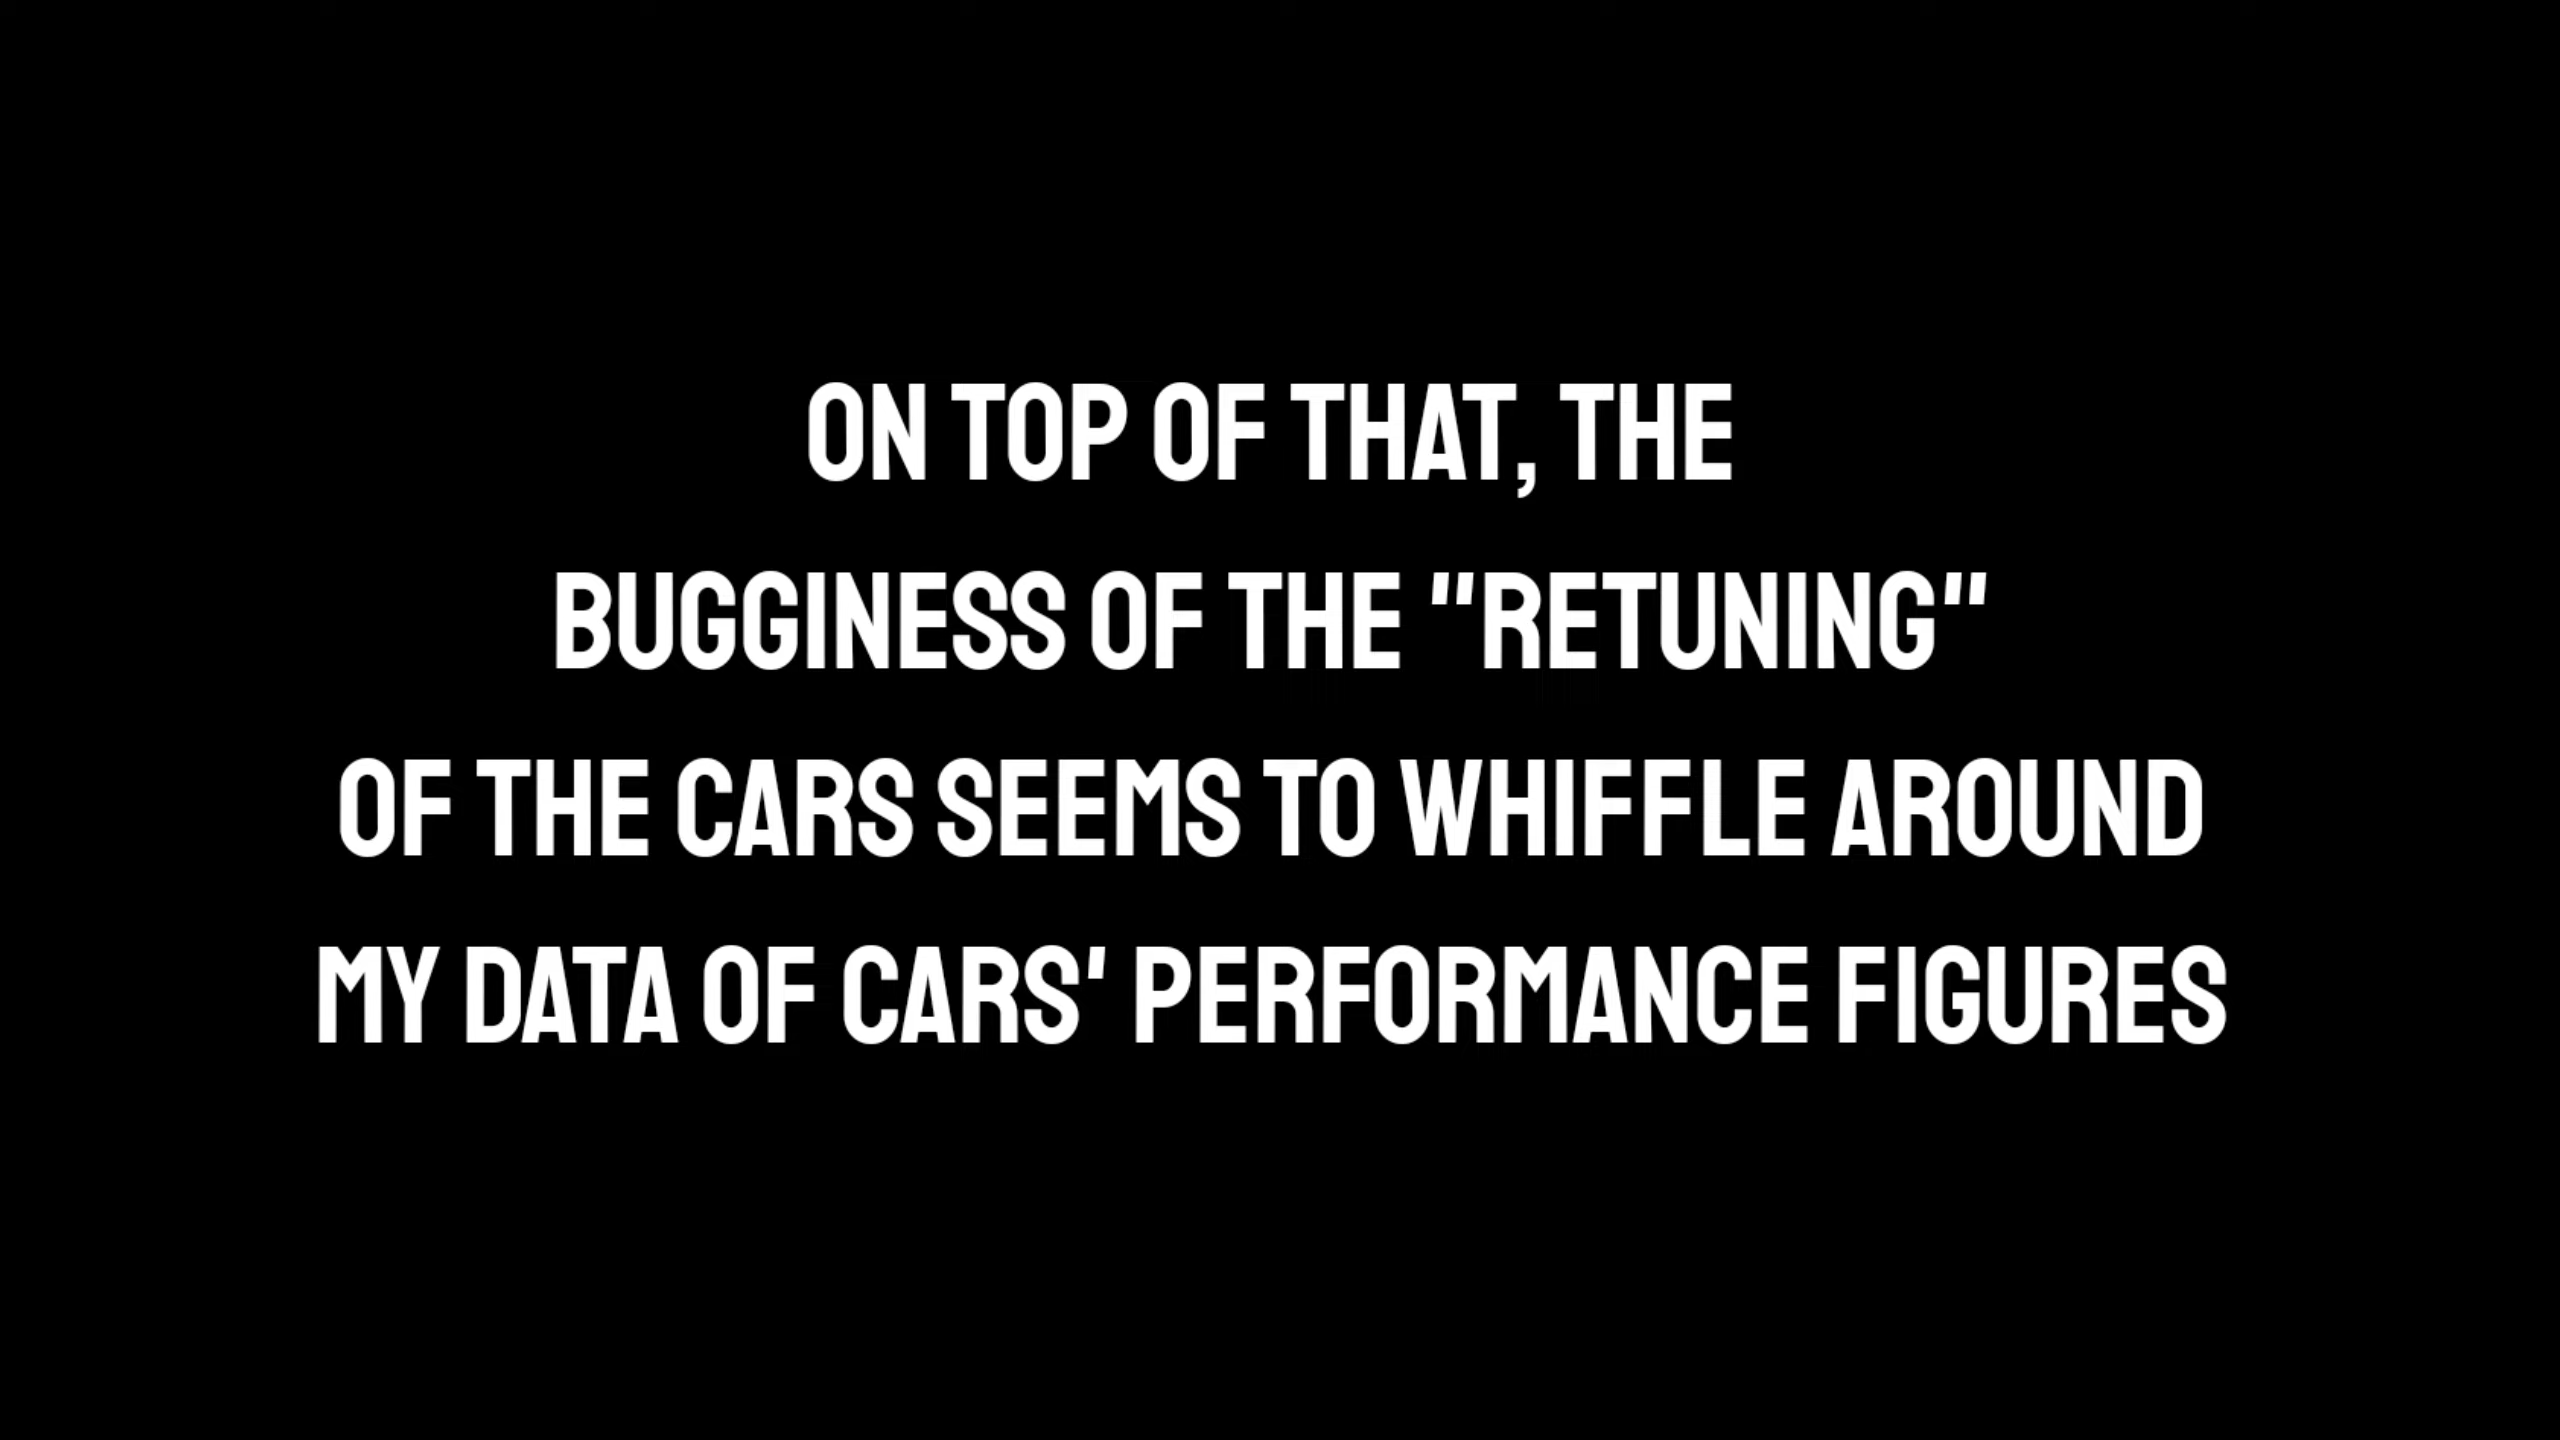 ON TOP OF THAT, THE
BUGGINESS OF THE "RETUNING"
OF THE CARS SEEMS TO WHIFFLE AROUND
MY DATA OF CARS' PERFORMANCE FIGURES